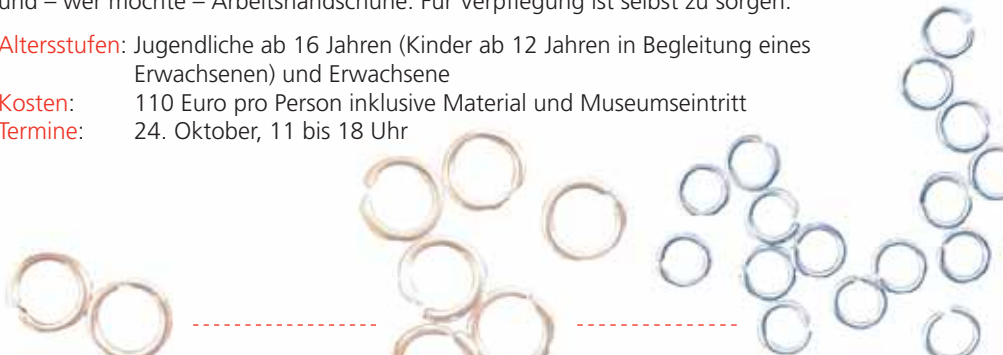 und – wer möchte – Arbeitshandschuhe. Für Verpflegung ist selbst zu sorgen.
Altersstufen: Jugendliche ab 16 Jahren (Kinder ab 12 Jahren in Begleitung eines
Erwachsenen) und Erwachsene
Kosten: 110 Euro pro Person inklusive Material und Museumseintritt
Termine: 24. Oktober, 11 bis 18 Uhr